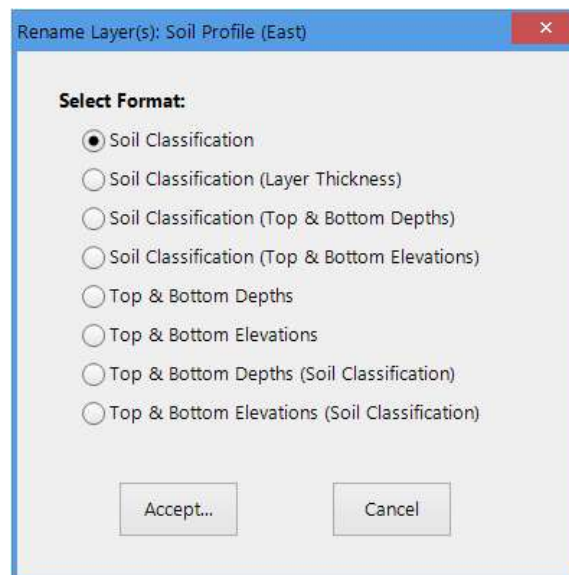 Rename Layer(s): Soil Profile (East)
Select Format:
Soil Classification
Soil Classification (Layer Thickness)
Soil Classification (Top & Bottom Depths)
Soil Classification (Top & Bottom Elevations)
Top & Bottom Depths
Top & Bottom Elevations
Top & Bottom Depths (Soil Classification)
Top & Bottom Elevations (Soil Classification)
Accept... Cancel